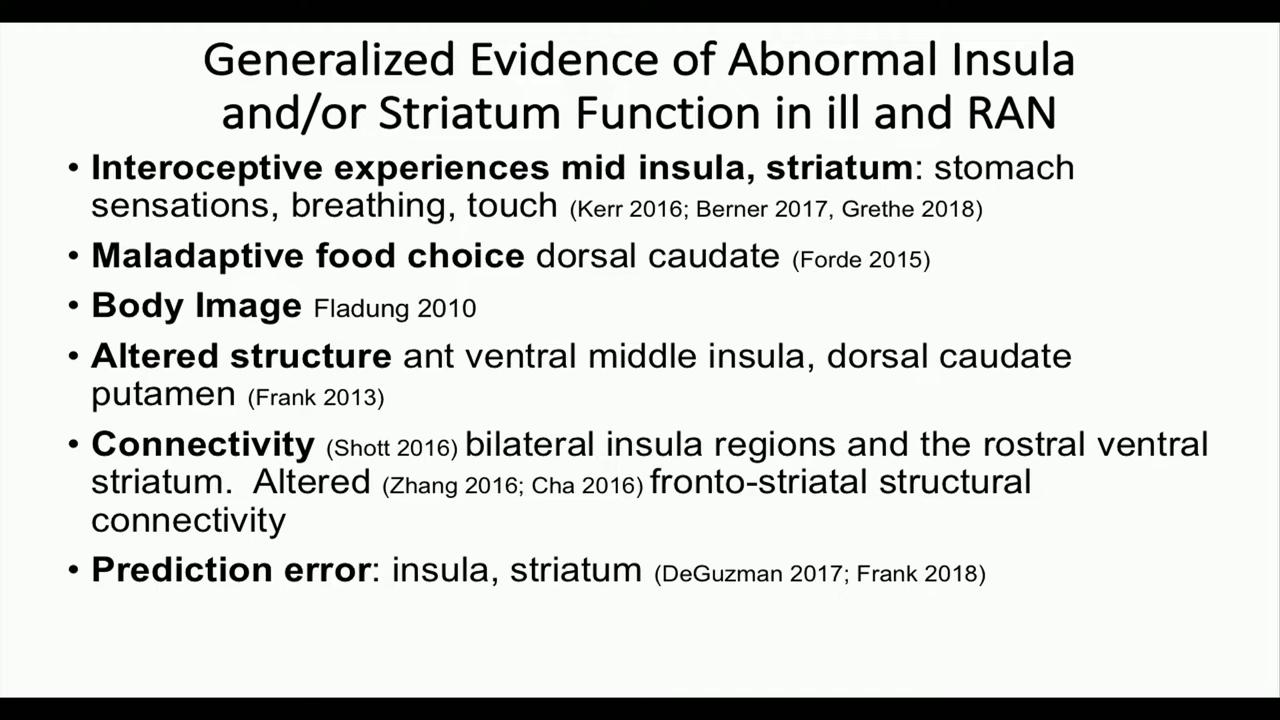 Generalized Evidence of Abnormal Insula
and/or Striatum Function in ill and RAN
• Interoceptive experiences mid insula, striatum: stomach
sensations, breathing, touch (Kerr 2016; Berner 2017, Grethe 2018)
• Maladaptive food choice dorsal caudate (Forde 2015)
• Body Image Fladung 2010
• Altered structure ant ventral middle insula, dorsal caudate
putamen (Frank 2013)
• Connectivity (Shott 2016) bilateral insula regions and the rostral ventral
striatum. Altered (Zhang 2016; Cha 2016) fronto-striatal structural
connectivity
• Prediction error: insula, striatum (DeGuzman 2017; Frank 2018)